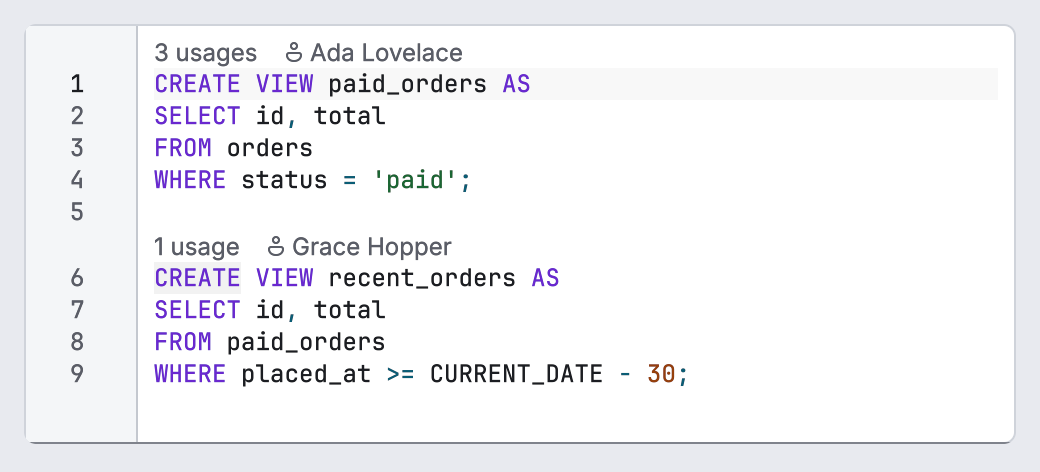 3 usages Ada Lovelace
1 CREATE VIEW paid_orders AS
2 SELECT id, total
3 FROM orders
4 WHERE status = 'paid';
5
1 usage Grace Hopper
6 CREATE VIEW recent_orders AS
7 SELECT id, total
8 FROM paid_orders
9 WHERE placed_at >= CURRENT_DATE - 30;